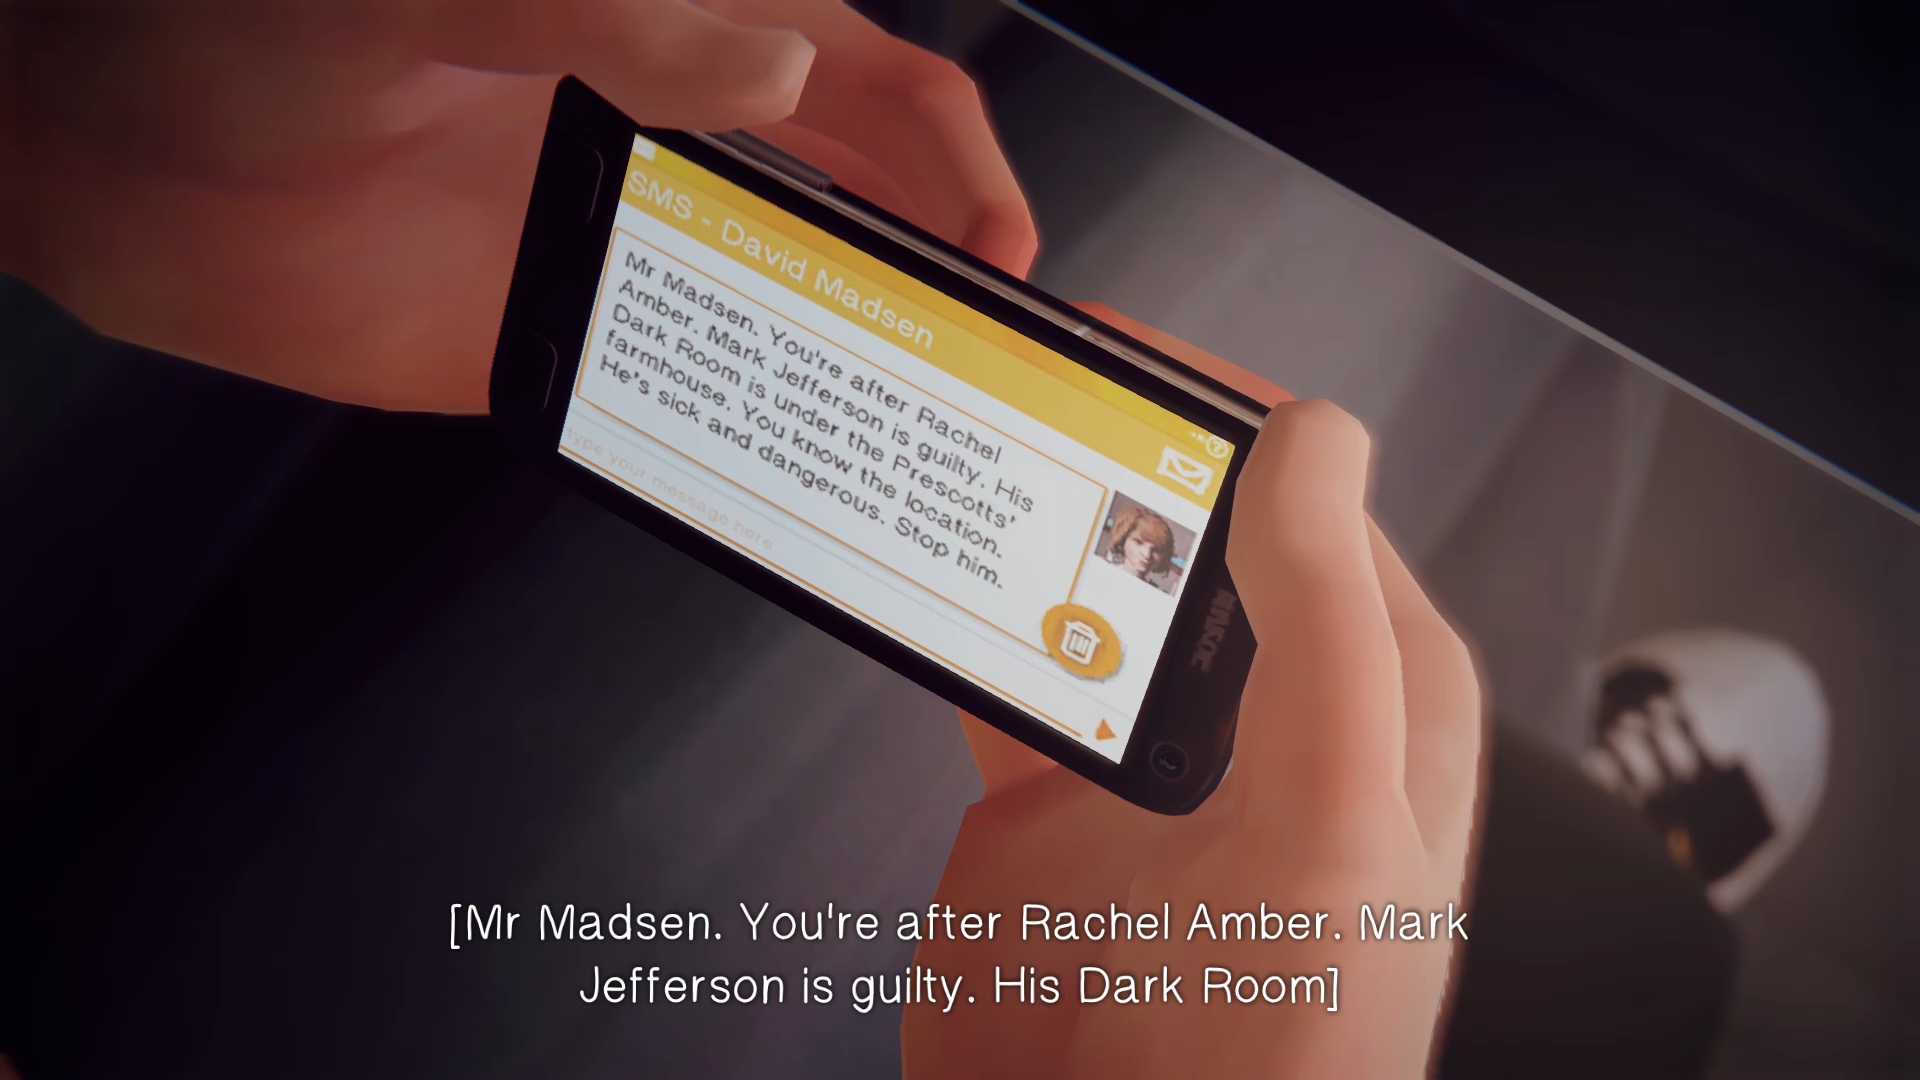 SMS - David Madsen
Mr Madsen. You're after Rachel
Amber. Mark Jefferson is guilty. His
Dark Room is under the Prescotts'
farmhouse. You know the location.
He's sick and dangerous. Stop him.
type your message here
[Mr Madsen. You're after Rachel Amber. Mark
Jefferson is guilty. His Dark Room]